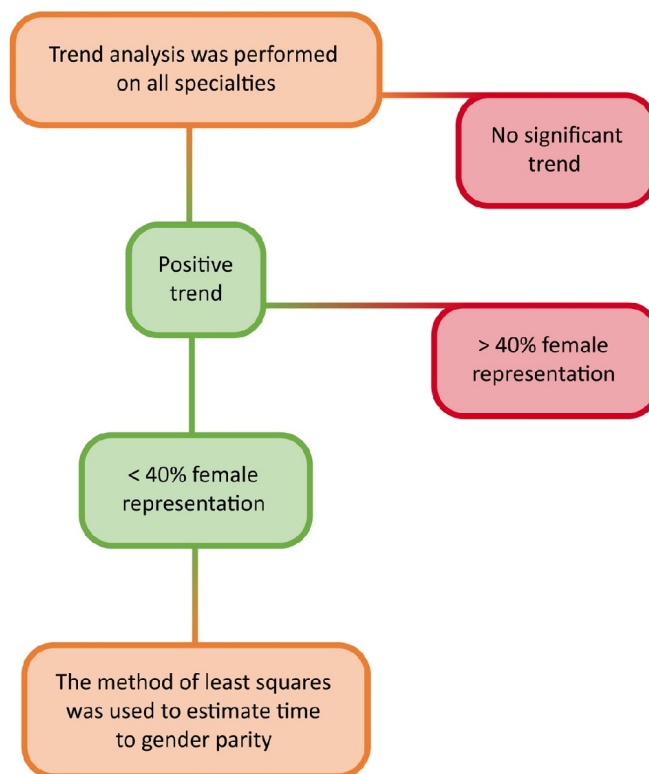 Trend analysis was performed
on all specialties
No significant
trend
Positive
trend
> 40% female
representation
< 40% female
representation
The method of least squares
was used to estimate time
to gender parity